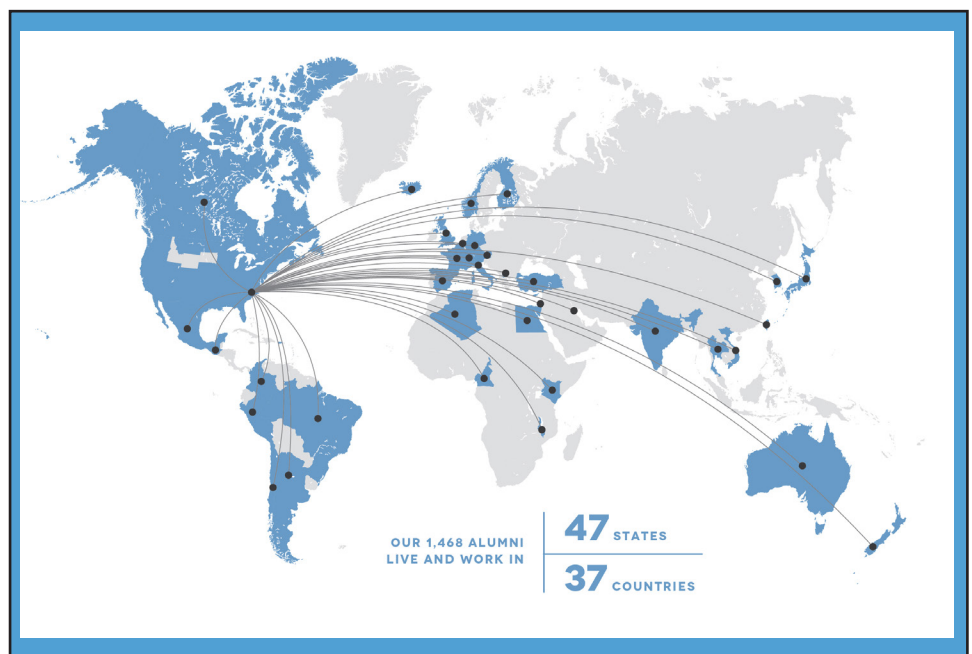 OUR 1,468 ALUMNI
LIVE AND WORK IN
47 STATES
37 COUNTRIES